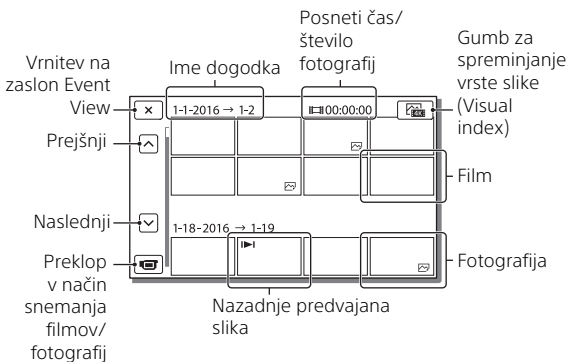 Posneti čas/
število
fotografij
Gumb za
spreminjanje
vrste slike
(Visual
index)
Vrnitev na
zaslon Event
View
Ime dogodka
1-1-2016 → 1-2
00:00:00
4K
Prejšnji
Film
Naslednji
1-18-2016 → 1-19
Preklop
v način
snemanja
filmov/
fotografij
Fotografija
Nazadnje predvajana
slika